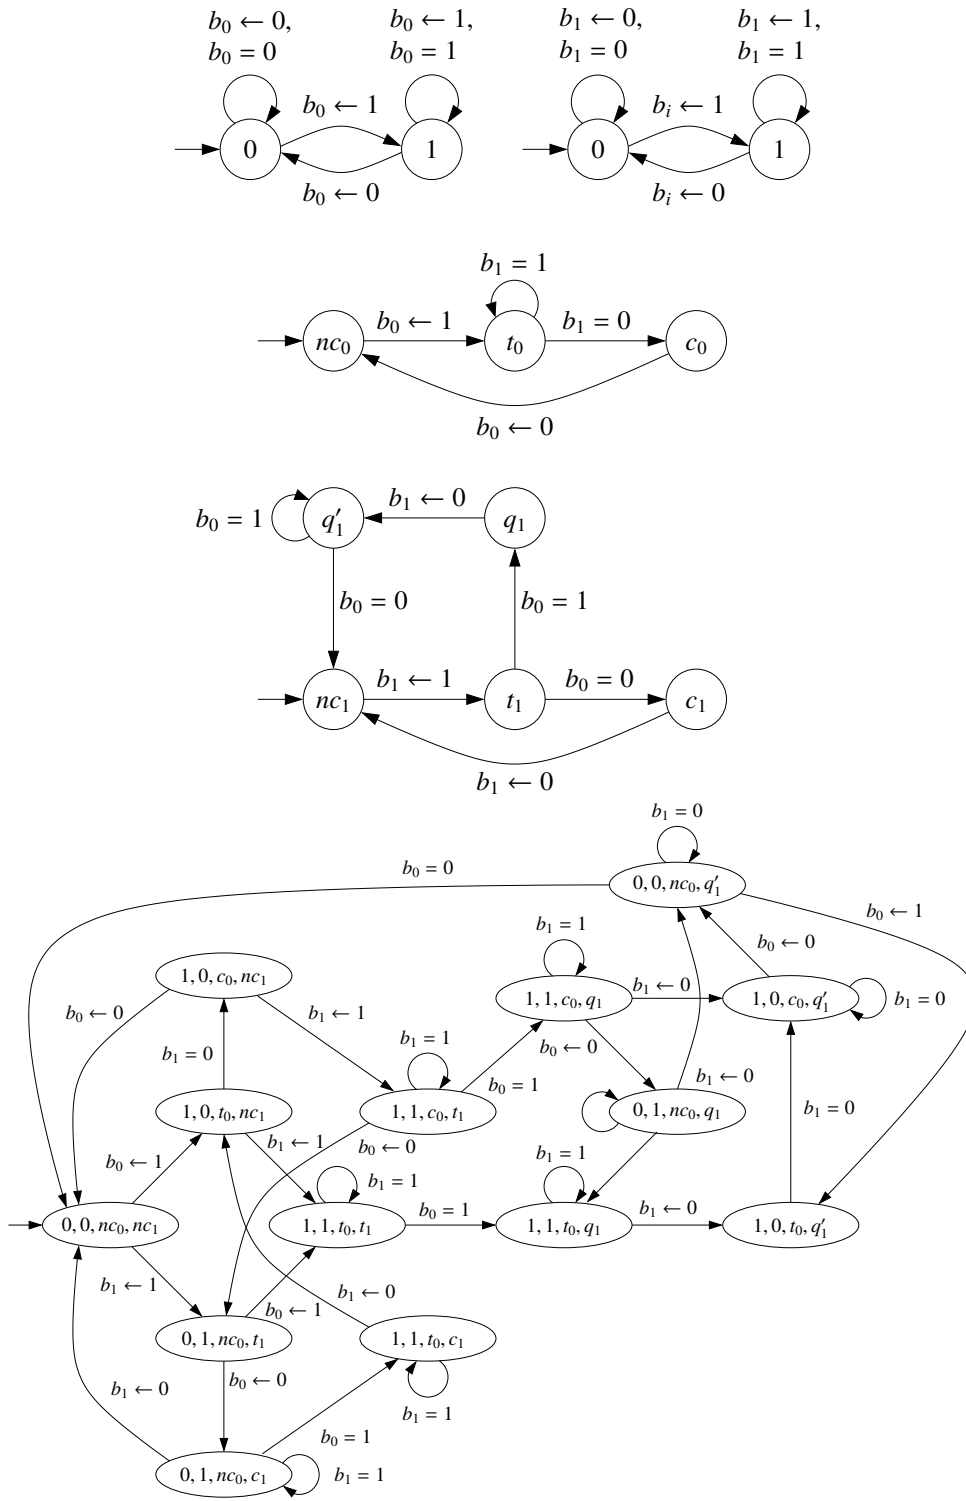 b₀ ← 0, b₀ ← 1, b₁ ← 0, b₁ ← 1,
b₀ = 0 b₀ = 1 b₁ = 0 b₁ = 1
b₀ ← 1 bᵢ ← 1
0 1 0 1
b₀ ← 0 bᵢ ← 0
b₁ = 1
b₀ ← 1 b₁ = 0
nc₀ t₀ c₀
b₀ ← 0
b₁ ← 0
b₀ = 1 q′₁ q₁
b₀ = 0 b₀ = 1
b₁ ← 1 b₀ = 0
nc₁ t₁ c₁
b₁ ← 0
b₁ = 0
b₀ = 0
0, 0, nc₀, q′₁
b₀ ← 1
b₁ = 1
b₀ ← 0
1, 0, c₀, nc₁
b₁ ← 0
1, 1, c₀, q₁ 1, 0, c₀, q′₁ b₁ = 0
b₀ ← 0 b₁ ← 1
b₁ = 1 b₀ ← 0
b₁ = 0
b₀ = 1 b₁ ← 0
1, 0, t₀, nc₁ 1, 1, c₀, t₁ 0, 1, nc₀, q₁ b₁ = 0
b₁ ← 1 b₀ ← 0
b₀ ← 1 b₁ = 1 b₁ = 1
b₀ = 1 b₁ ← 0
0, 0, nc₀, nc₁ 1, 1, t₀, t₁ 1, 1, t₀, q₁ 1, 0, t₀, q′₁
b₁ ← 1 b₁ ← 0
b₀ ← 1
0, 1, nc₀, t₁ 1, 1, t₀, c₁
b₁ ← 0 b₀ ← 0
b₁ = 1
b₀ = 1
0, 1, nc₀, c₁ b₁ = 1